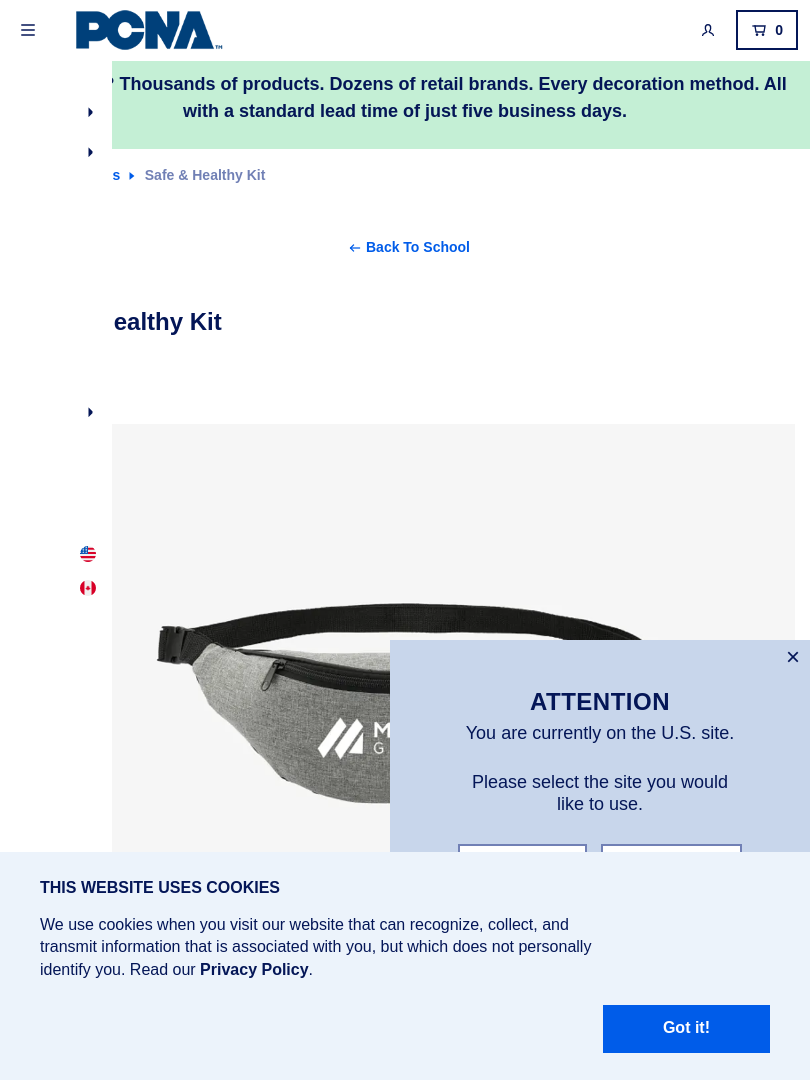 PCNA™
0
? Thousands of products. Dozens of retail brands. Every decoration method. All
with a standard lead time of just five business days.
s Safe & Healthy Kit
Back To School
ealthy Kit
M
G
ATTENTION
You are currently on the U.S. site.
Please select the site you would
like to use.
THIS WEBSITE USES COOKIES
We use cookies when you visit our website that can recognize, collect, and
transmit information that is associated with you, but which does not personally
identify you. Read our Privacy Policy.
Got it!